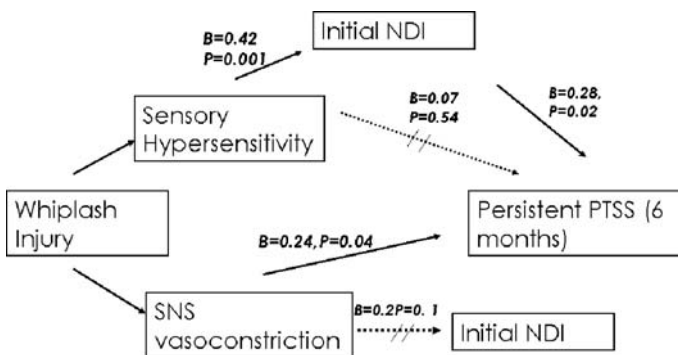 Initial NDI
B=0.42
P=0.001
B=0.07
P=0.54
B=0.28,
P=0.02
Sensory
Hypersensitivity
Whiplash
Injury
Persistent PTSS (6
months)
B=0.24, P=0.04
SNS
vasoconstriction
B=0.2P=0. 1
Initial NDI